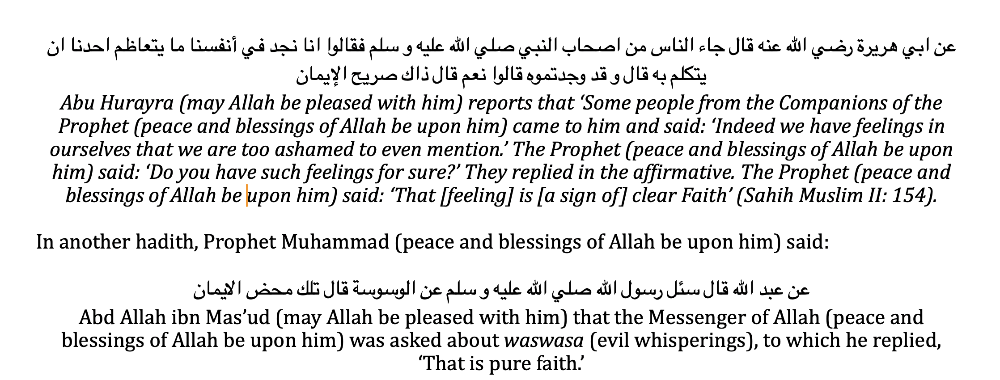 عن ابي هريرة رضي الله عنه قال جاء الناس من اصحاب النبي صلي الله عليه و سلم فقالوا انا نجد في أنفسنا ما يتعاظم احدنا ان
يتكلم به قال و قد وجدتموه قالوا نعم قال ذاك صريح الإيمان
Abu Hurayra (may Allah be pleased with him) reports that ‘Some people from the Companions of the
Prophet (peace and blessings of Allah be upon him) came to him and said: ‘Indeed we have feelings in
ourselves that we are too ashamed to even mention.’ The Prophet (peace and blessings of Allah be upon
him) said: ‘Do you have such feelings for sure?’ They replied in the affirmative. The Prophet (peace and
blessings of Allah be upon him) said: ‘That [feeling] is [a sign of] clear Faith’ (Sahih Muslim II: 154).
In another hadith, Prophet Muhammad (peace and blessings of Allah be upon him) said:
عن عبد الله قال سئل رسول الله صلي الله عليه و سلم عن الوسوسة قال تلك محض الايمان
Abd Allah ibn Mas’ud (may Allah be pleased with him) that the Messenger of Allah (peace and
blessings of Allah be upon him) was asked about waswasa (evil whisperings), to which he replied,
‘That is pure faith.’